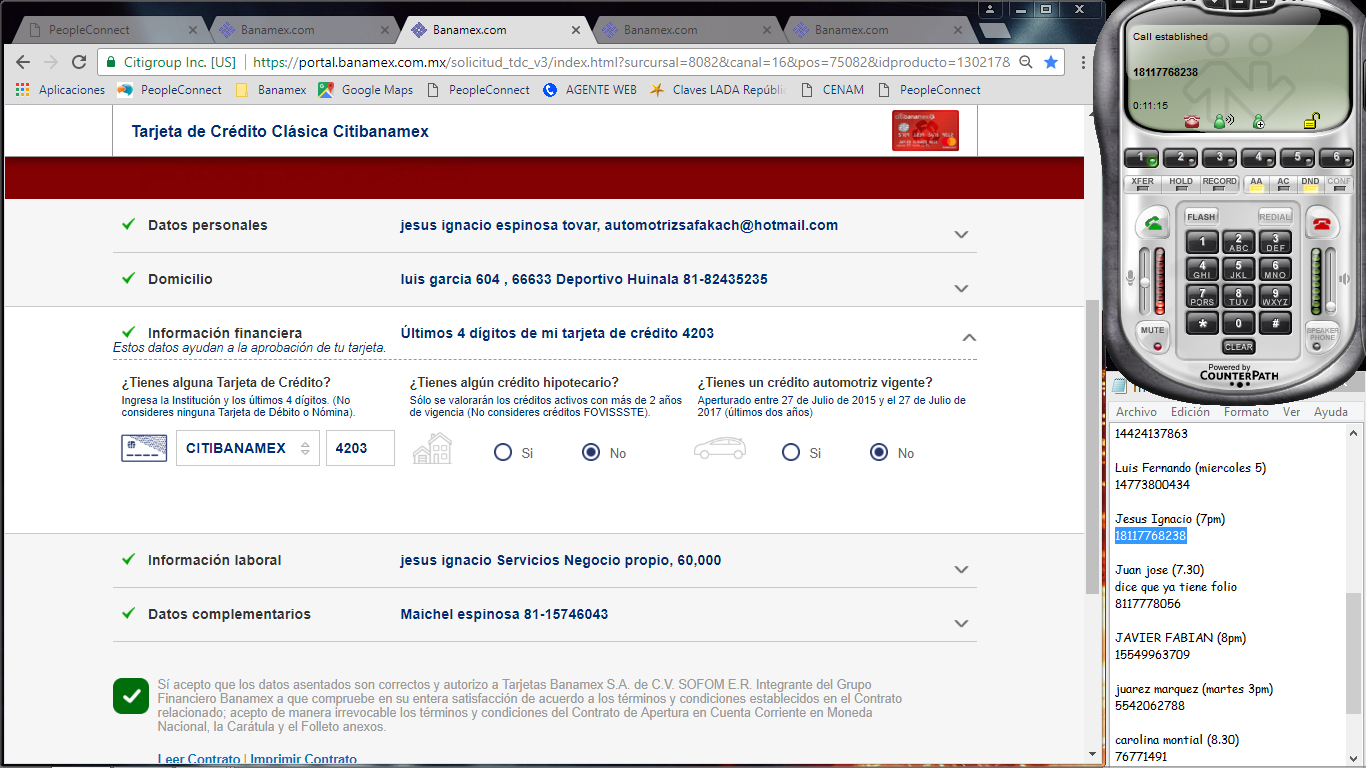 PeopleConnect
Banamex.com
Banamex.com
Banamex.com
Banamex.com
Citigroup Inc. [US]
https://portal.banamex.com.mx/solicitud_tdc_v3/index.html?surcursal=8082&canal=16&pos=75082&idproducto=1302178
Aplicaciones
PeopleConnect
Banamex
Google Maps
PeopleConnect
AGENTE WEB
Claves LADA Repúblic
CENAM
PeopleConnect
Tarjeta de Crédito Clásica Citibanamex
Datos personales
jesus ignacio espinosa tovar, automotrizsafakach@hotmail.com
Domicilio
luis garcia 604 , 66633 Deportivo Huinala 81-82435235
Información financiera
Últimos 4 dígitos de mi tarjeta de crédito 4203
Estos datos ayudan a la aprobación de tu tarjeta.
¿Tienes alguna Tarjeta de Crédito?
Ingresa la Institución y los últimos 4 dígitos. (No
consideres ninguna Tarjeta de Débito o Nómina).
CITIBANAMEX
4203
¿Tienes algún crédito hipotecario?
Sólo se valorarán los créditos activos con más de 2 años
de vigencia (No consideres créditos FOVISSSTE).
Si
No
¿Tienes un crédito automotriz vigente?
Aperturado entre 27 de Julio de 2015 y el 27 de Julio de
2017 (últimos dos años)
Si
No
Información laboral
jesus ignacio Servicios Negocio propio, 60,000
Datos complementarios
Maichel espinosa 81-15746043
Sí acepto que los datos asentados son correctos y autorizo a Tarjetas Banamex S.A. de C.V. SOFOM E.R. Integrante del Grupo
Financiero Banamex a que compruebe en su entera satisfacción de acuerdo a los términos y condiciones establecidos en el Contrato
relacionado; acepto de manera irrevocable los términos y condiciones del Contrato de Apertura en Cuenta Corriente en Moneda
Nacional, la Carátula y el Folleto anexos.
Leer Contrato | Imprimir Contrato
Call established
18117768238
0:11:15
1
2
3
4
5
6
XFER
HOLD
RECORD
AA
AC
DND
CONF
FLASH
REDIAL
1
2 ABC
3 DEF
4 GHI
5 JKL
6 MNO
7 PQRS
8 TUV
9 WXYZ
*
0
#
MUTE
SPEAKER
PHONE
CLEAR
Powered by
COUNTERPATH
Archivo
Edición
Formato
Ver
Ayuda
14424137863
Luis Fernando (miercoles 5)
14773800434
Jesus Ignacio (7pm)
18117768238
Juan jose (7.30)
dice que ya tiene folio
8117778056
JAVIER FABIAN (8pm)
15549963709
juarez marquez (martes 3pm)
5542062788
carolina montial (8.30)
76771491